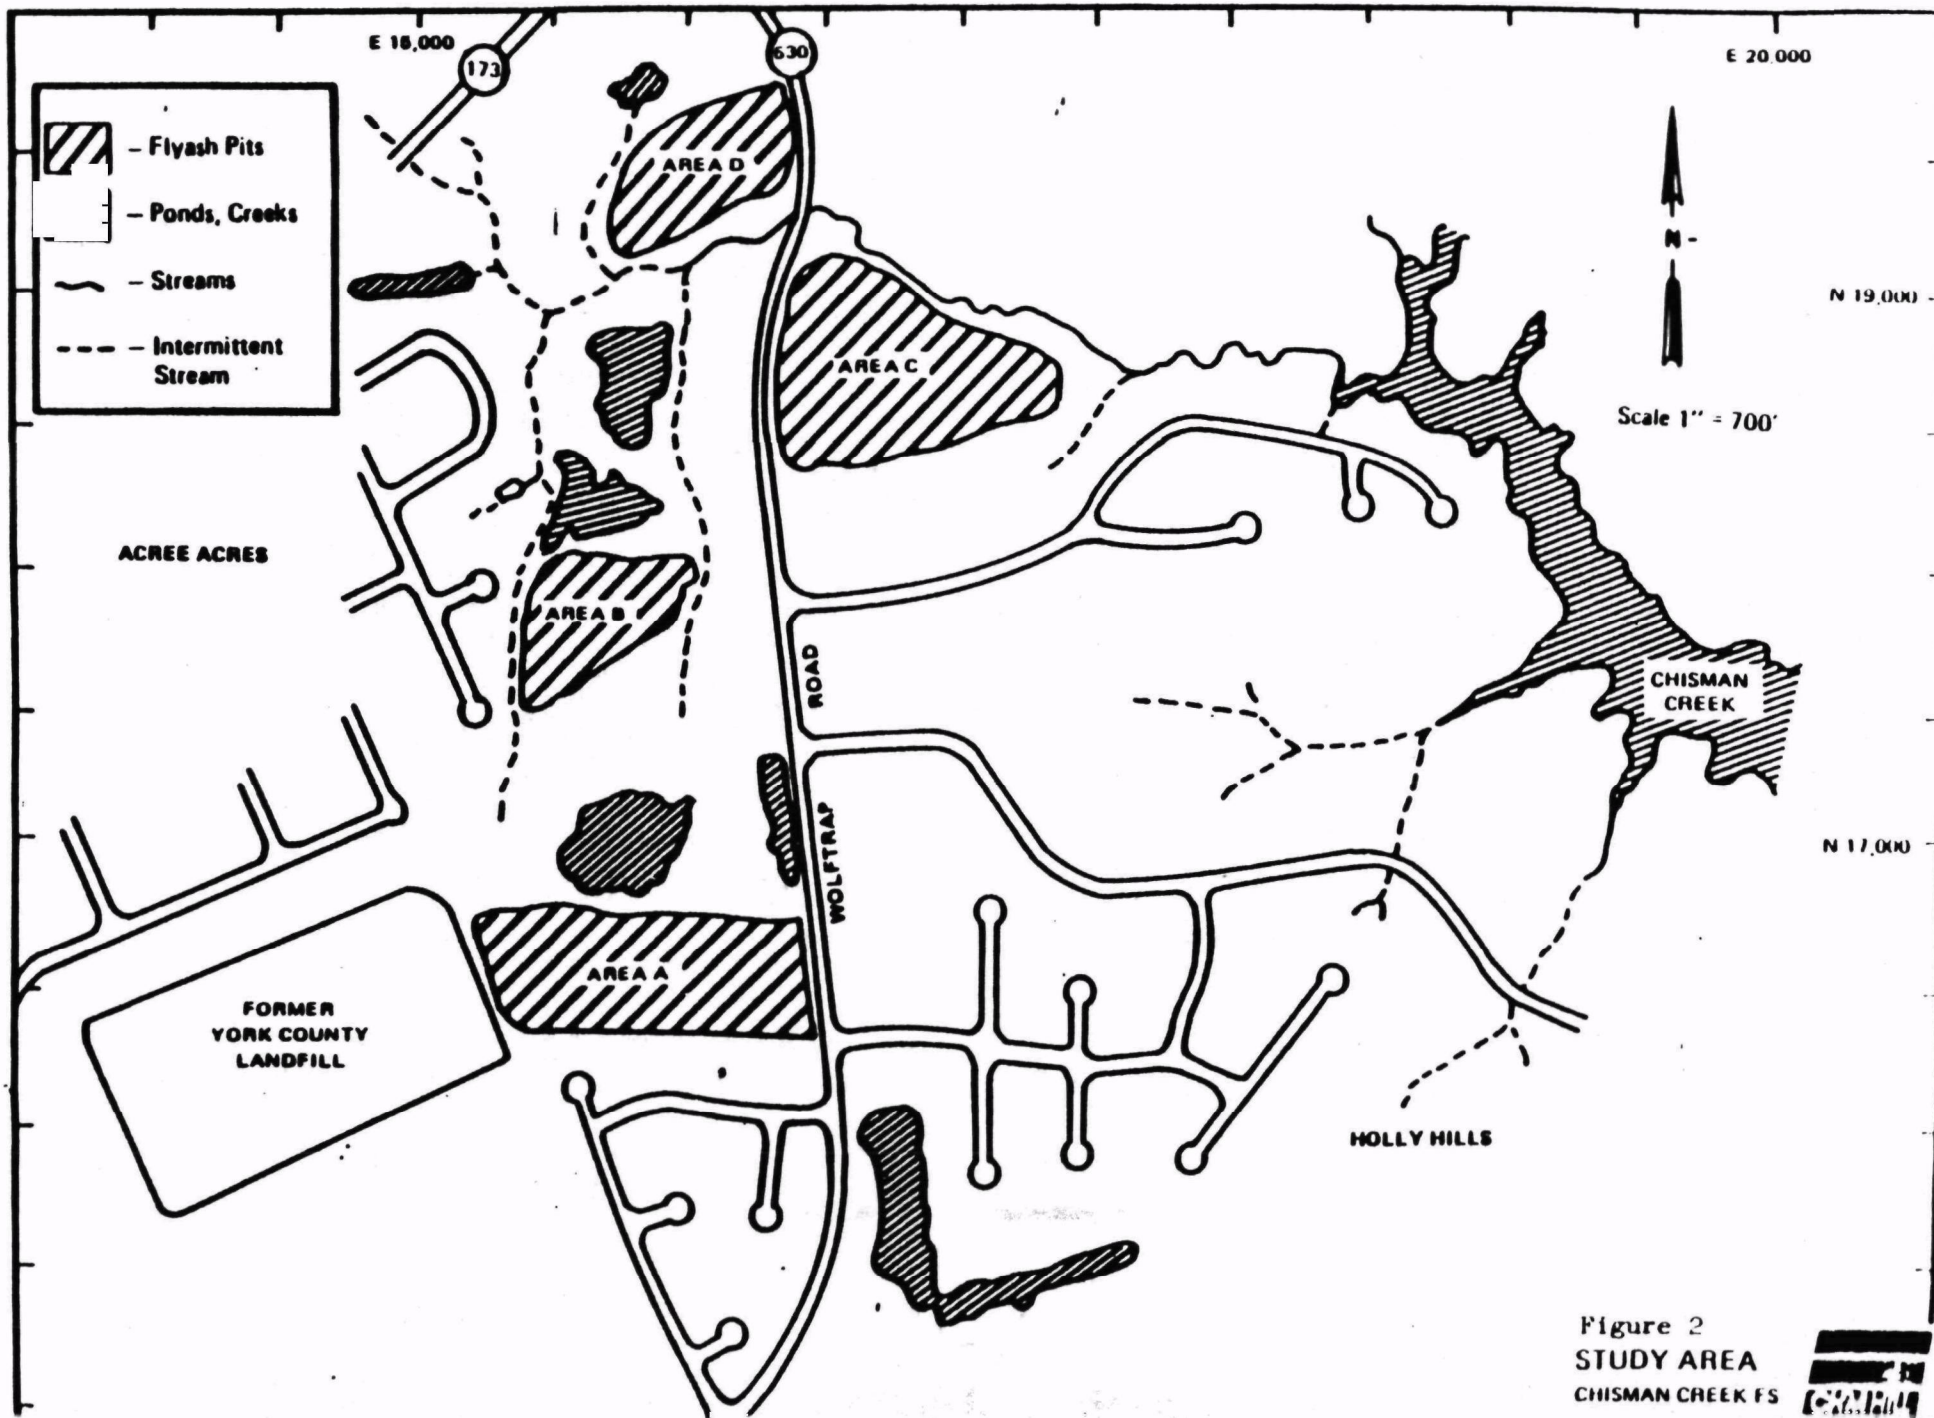 E 15,000
173
630
E 20,000
– Flyash Pits
– Ponds, Creeks
– Streams
– Intermittent
Stream
AREA D
N
N 19,000
AREA C
Scale 1" = 700'
ACREE ACRES
AREA B
ROAD
CHISMAN
CREEK
WOLFTRAP
N 17,000
AREA A
FORMER
YORK COUNTY
LANDFILL
HOLLY HILLS
Figure 2
STUDY AREA
CHISMAN CREEK FS